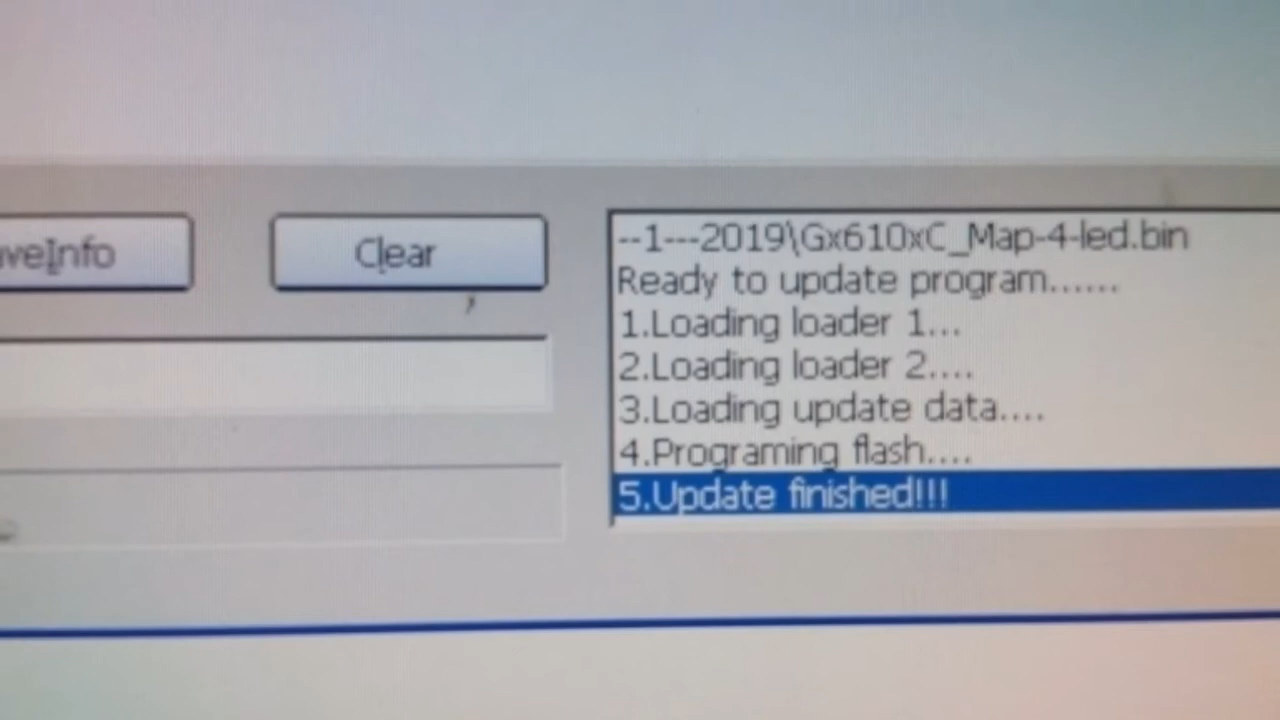 aveInfo
Clear
--1---2019\Gx610xC_Map-4-led.bin
Ready to update program......
1.Loading loader 1...
2.Loading loader 2....
3.Loading update data....
4.Programing flash....
5.Update finished!!!